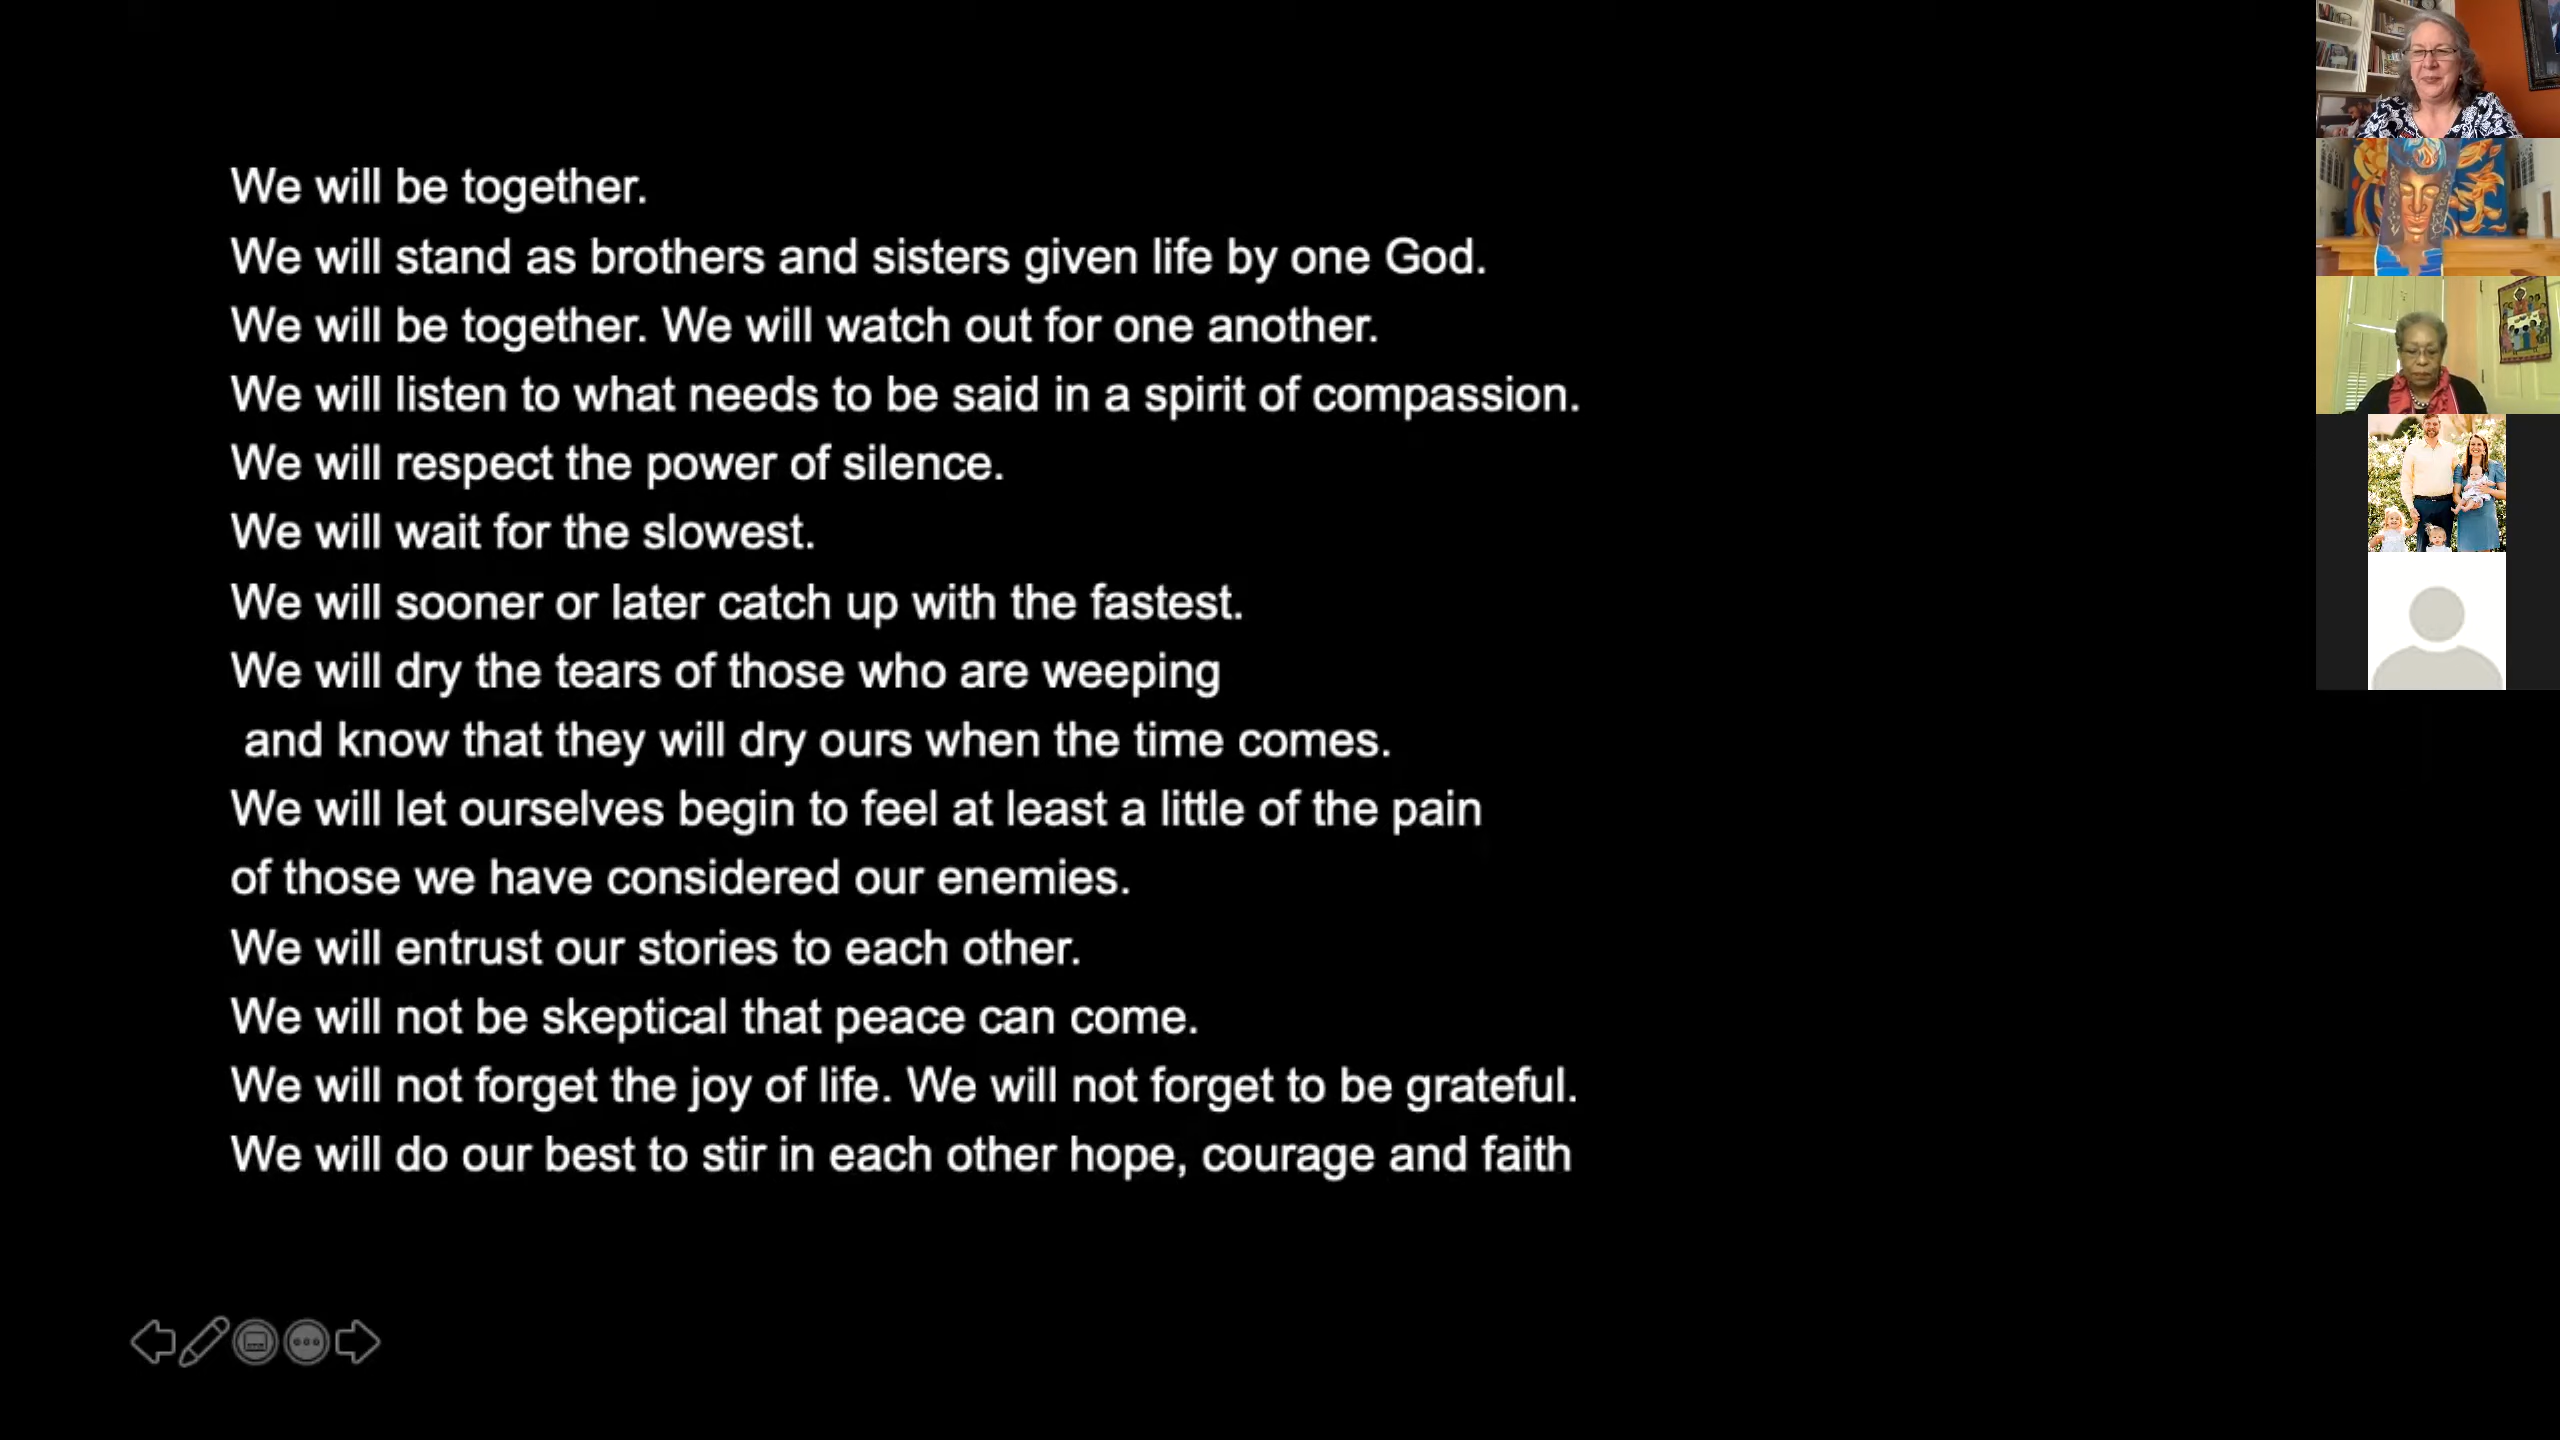 We will be together.
We will stand as brothers and sisters given life by one God.
We will be together. We will watch out for one another.
We will listen to what needs to be said in a spirit of compassion.
We will respect the power of silence.
We will wait for the slowest.
We will sooner or later catch up with the fastest.
We will dry the tears of those who are weeping
and know that they will dry ours when the time comes.
We will let ourselves begin to feel at least a little of the pain
of those we have considered our enemies.
We will entrust our stories to each other.
We will not be skeptical that peace can come.
We will not forget the joy of life. We will not forget to be grateful.
We will do our best to stir in each other hope, courage and faith